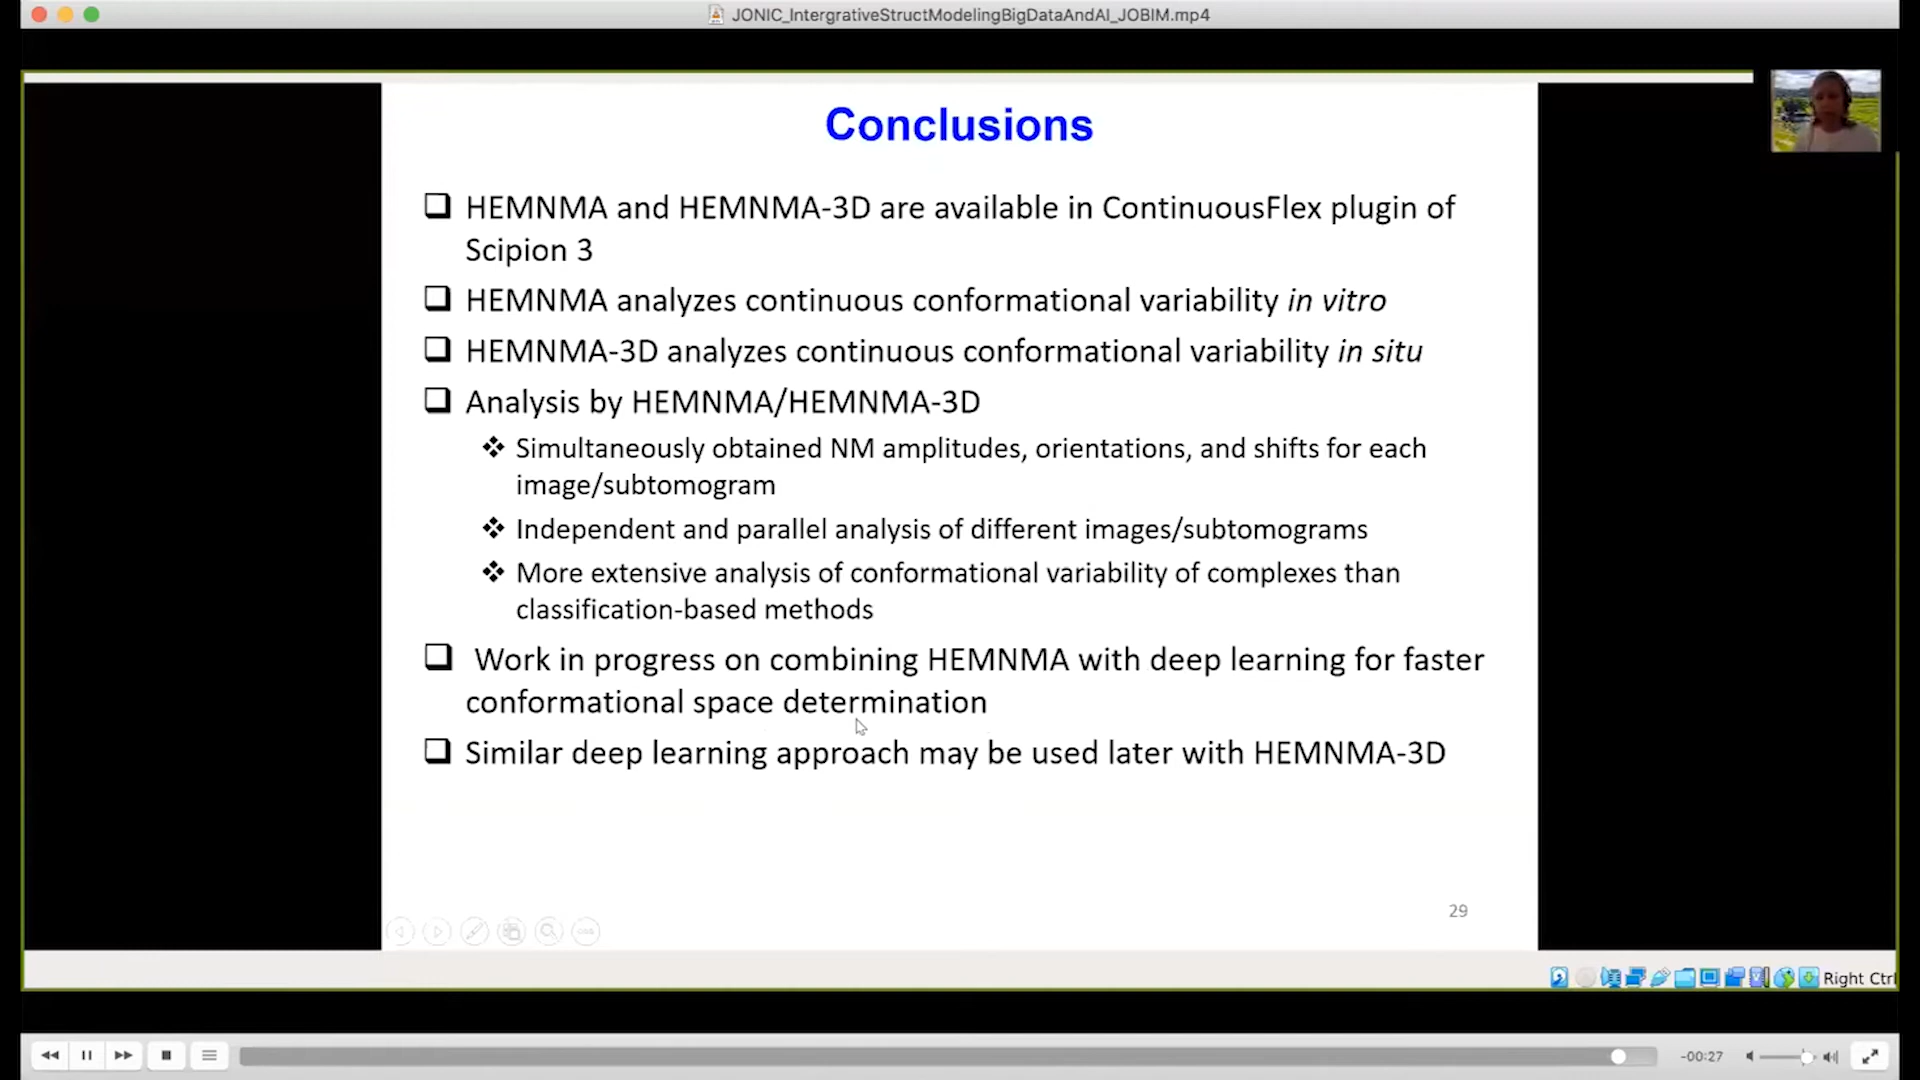 JONIC_IntergrativeStructModelingBigDataAndAI_JOBIM.mp4
Conclusions
HEMNMA and HEMNMA-3D are available in ContinuousFlex plugin of
Scipion 3
HEMNMA analyzes continuous conformational variability in vitro
HEMNMA-3D analyzes continuous conformational variability in situ
Analysis by HEMNMA/HEMNMA-3D
Simultaneously obtained NM amplitudes, orientations, and shifts for each
image/subtomogram
Independent and parallel analysis of different images/subtomograms
More extensive analysis of conformational variability of complexes than
classification-based methods
Work in progress on combining HEMNMA with deep learning for faster
conformational space determination
Similar deep learning approach may be used later with HEMNMA-3D
29
Right Ctrl
-00:27